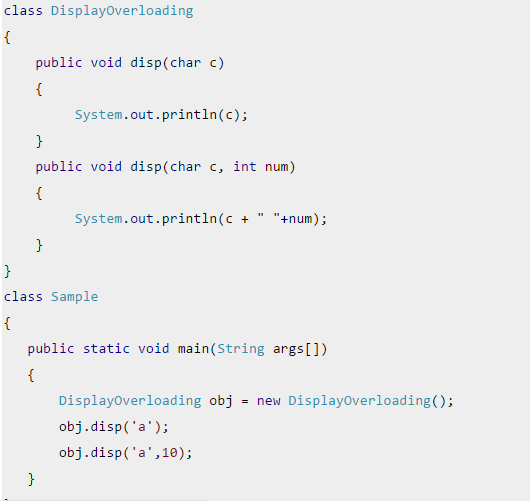 class DisplayOverloading
{
    public void disp(char c)
    {
         System.out.println(c);
    }
    public void disp(char c, int num)
    {
         System.out.println(c + " "+num);
    }
}
class Sample
{
   public static void main(String args[])
   {
       DisplayOverloading obj = new DisplayOverloading();
       obj.disp('a');
       obj.disp('a',10);
   }